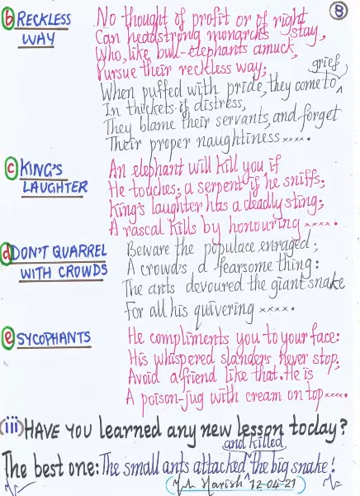 8
(b) RECKLESS WAY
No thought of profit or of right
Can headstrong monarchs stay,
Who, like bull-elephants amuck,
Pursue their reckless way;
When puffed with pride, they come to grief,
In thickets of distress,
They blame their servants, and forget
Their proper naughtiness ××××.
(c) KING'S LAUGHTER
An elephant will kill you, if
He touches; a serpent if he sniffs;
King's laughter has a deadly sting;
A rascal kills by honouring ××××.
(d) DON'T QUARREL WITH CROWDS
Beware the populace enraged;
A crowd's a fearsome thing:
The ants devoured the giant snake
For all his quivering ××××.
(e) SYCOPHANTS
He compliments you to your face:
His whispered slanders never stop,
Avoid a friend like that. He is
A poison-jug with cream on top ××××.
(iii) HAVE YOU learned any new lesson today?
The best one: The small ants attacked and killed the big snake!
12-04-21